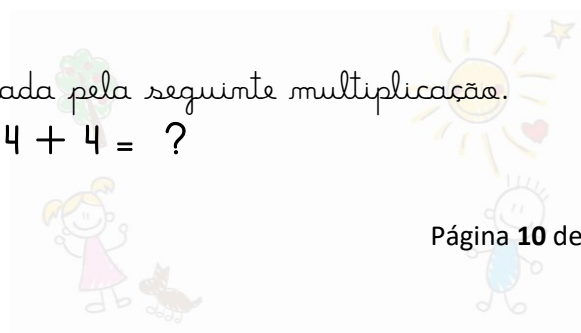 ada pela seguinte multiplicação.
4 + 4 = ?
Página 10 de